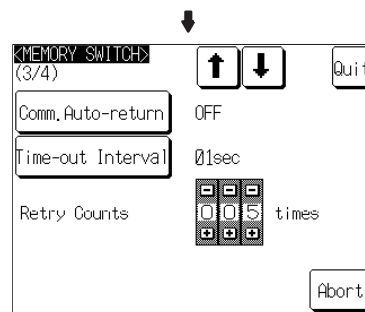 <MEMORY SWITCH>
(3/4)
Quit
Comm.Auto-return OFF
Time-out Interval 01sec
Retry Counts 005 times
Abort